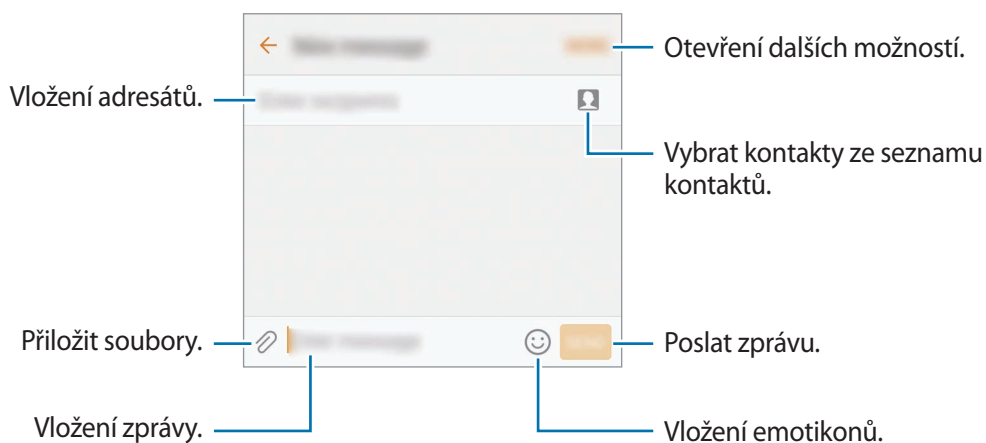 Otevření dalších možností.
Vložení adresátů.
Vybrat kontakty ze seznamu
kontaktů.
Přiložit soubory.
Poslat zprávu.
Vložení zprávy.
Vložení emotikonů.